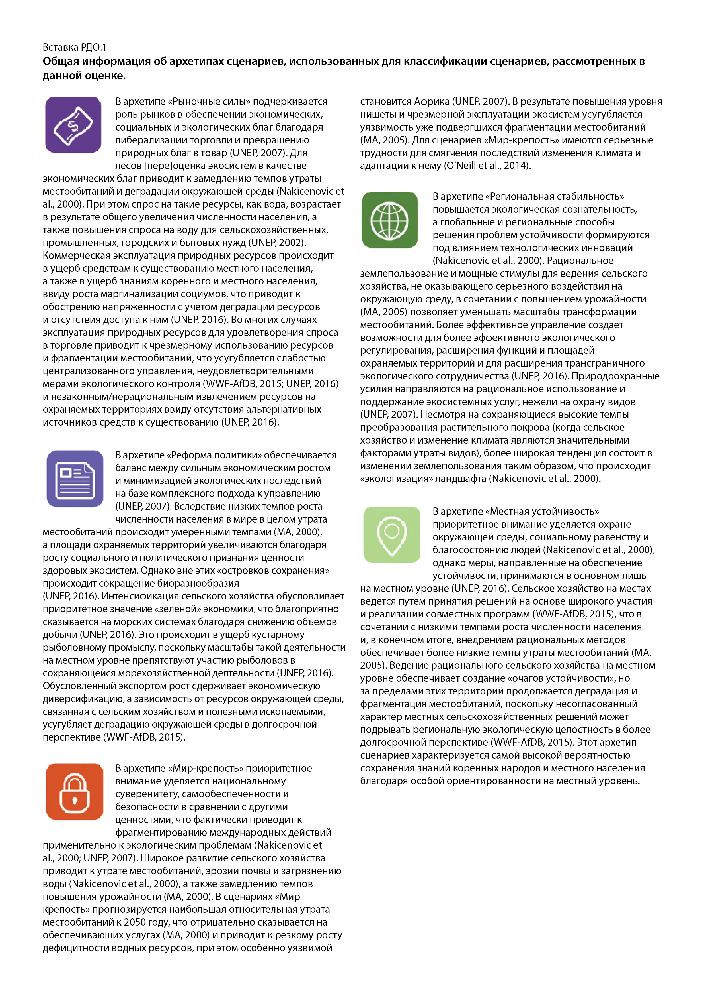 Вставка РДО.1
Общая информация об архетипах сценариев, использованных для классификации сценариев, рассмотренных в
данной оценке.
В архетипе «Рыночные силы» подчеркивается
роль рынков в обеспечении экономических,
социальных и экологических благ благодаря
либерализации торговли и превращению
природных благ в товар (UNEP, 2007). Для
лесов [пере]оценка экосистем в качестве
экономических благ приводит к замедлению темпов утраты
местообитаний и деградации окружающей среды (Nakicenovic et
al., 2000). При этом спрос на такие ресурсы, как вода, возрастает
в результате общего увеличения численности населения, а
также повышения спроса на воду для сельскохозяйственных,
промышленных, городских и бытовых нужд (UNEP, 2002).
Коммерческая эксплуатация природных ресурсов происходит
в ущерб средствам к существованию местного населения,
а также в ущерб знаниям коренного и местного населения,
ввиду роста маргинализации социумов, что приводит к
обострению напряженности с учетом деградации ресурсов
и отсутствия доступа к ним (UNEP, 2016). Во многих случаях
эксплуатация природных ресурсов для удовлетворения спроса
в торговле приводит к чрезмерному использованию ресурсов
и фрагментации местообитаний, что усугубляется слабостью
централизованного управления, неудовлетворительными
мерами экологического контроля (WWF-AfDB, 2015; UNEP, 2016)
и незаконным/нерациональным извлечением ресурсов на
охраняемых территориях ввиду отсутствия альтернативных
источников средств к существованию (UNEP, 2016).
В архетипе «Реформа политики» обеспечивается
баланс между сильным экономическим ростом
и минимизацией экологических последствий
на базе комплексного подхода к управлению
(UNEP, 2007). Вследствие низких темпов роста
численности населения в мире в целом утрата
местообитаний происходит умеренными темпами (MA, 2000),
а площади охраняемых территорий увеличиваются благодаря
росту социального и политического признания ценности
здоровых экосистем. Однако вне этих «островков сохранения»
происходит сокращение биоразнообразия
(UNEP, 2016). Интенсификация сельского хозяйства обусловливает
приоритетное значение «зеленой» экономики, что благоприятно
сказывается на морских системах благодаря снижению объемов
добычи (UNEP, 2016). Это происходит в ущерб кустарному
рыболовному промыслу, поскольку масштабы такой деятельности
на местном уровне препятствуют участию рыболовов в
сохраняющейся морехозяйственной деятельности (UNEP, 2016).
Обусловленный экспортом рост сдерживает экономическую
диверсификацию, а зависимость от ресурсов окружающей среды,
связанная с сельским хозяйством и полезными ископаемыми,
усугубляет деградацию окружающей среды в долгосрочной
перспективе (WWF-AfDB, 2015).
В архетипе «Мир-крепость» приоритетное
внимание уделяется национальному
суверенитету, самообеспеченности и
безопасности в сравнении с другими
ценностями, что фактически приводит к
фрагментированию международных действий
применительно к экологическим проблемам (Nakicenovic et
al., 2000; UNEP, 2007). Широкое развитие сельского хозяйства
приводит к утрате местообитаний, эрозии почвы и загрязнению
воды (Nakicenovic et al., 2000), а также замедлению темпов
повышения урожайности (MA, 2000). В сценариях «Мир-
крепость» прогнозируется наибольшая относительная утрата
местообитаний к 2050 году, что отрицательно сказывается на
обеспечивающих услугах (MA, 2000) и приводит к резкому росту
дефицитности водных ресурсов, при этом особенно уязвимой
становится Африка (UNEP, 2007). В результате повышения уровня
нищеты и чрезмерной эксплуатации экосистем усугубляется
уязвимость уже подвергшихся фрагментации местообитаний
(MA, 2005). Для сценариев «Мир-крепость» имеются серьезные
трудности для смягчения последствий изменения климата и
адаптации к нему (O’Neill et al., 2014).
В архетипе «Региональная стабильность»
повышается экологическая сознательность,
а глобальные и региональные способы
решения проблем устойчивости формируются
под влиянием технологических инноваций
(Nakicenovic et al., 2000). Рациональное
землепользование и мощные стимулы для ведения сельского
хозяйства, не оказывающего серьезного воздействия на
окружающую среду, в сочетании с повышением урожайности
(MA, 2005) позволяет уменьшать масштабы трансформации
местообитаний. Более эффективное управление создает
возможности для более эффективного экологического
регулирования, расширения функций и площадей
охраняемых территорий и для расширения трансграничного
экологического сотрудничества (UNEP, 2016). Природоохранные
усилия направляются на рациональное использование и
поддержание экосистемных услуг, нежели на охрану видов
(UNEP, 2007). Несмотря на сохраняющиеся высокие темпы
преобразования растительного покрова (когда сельское
хозяйство и изменение климата являются значительными
факторами утраты видов), более широкая тенденция состоит в
изменении землепользования таким образом, что происходит
«экологизация» ландшафта (Nakicenovic et al., 2000).
В архетипе «Местная устойчивость»
приоритетное внимание уделяется охране
окружающей среды, социальному равенству и
благосостоянию людей (Nakicenovic et al., 2000),
однако меры, направленные на обеспечение
устойчивости, принимаются в основном лишь
на местном уровне (UNEP, 2016). Сельское хозяйство на местах
ведется путем принятия решений на основе широкого участия
и реализации совместных программ (WWF-AfDB, 2015), что в
сочетании с низкими темпами роста численности населения
и, в конечном итоге, внедрением рациональных методов
обеспечивает более низкие темпы утраты местообитаний (MA,
2005). Ведение рационального сельского хозяйства на местном
уровне обеспечивает создание «очагов устойчивости», но
за пределами этих территорий продолжается деградация и
фрагментация местообитаний, поскольку несогласованный
характер местных сельскохозяйственных решений может
подрывать региональную экологическую целостность в более
долгосрочной перспективе (WWF-AfDB, 2015). Этот архетип
сценариев характеризуется самой высокой вероятностью
сохранения знаний коренных народов и местного населения
благодаря особой ориентированности на местный уровень.